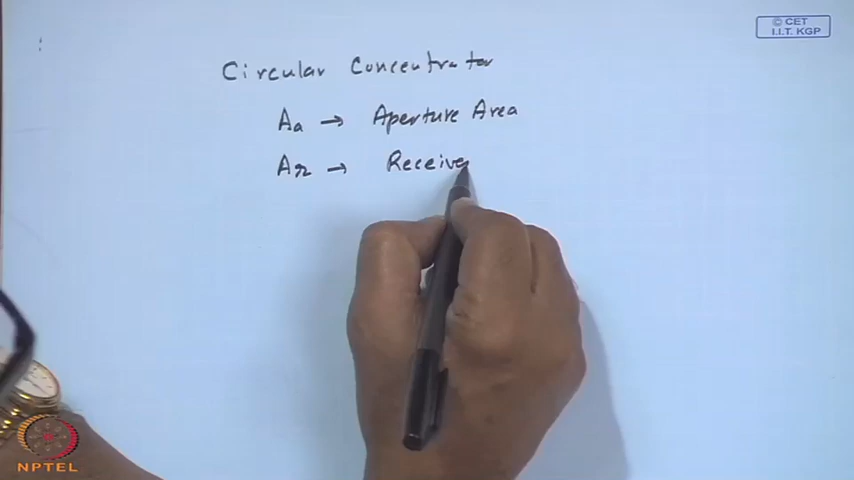 © CET
I.I.T. KGP
Circular Concentrator
Aa → Aperture Area
Ar → Receive
NPTEL